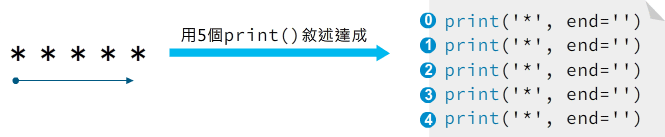 * * * * *
用5個print()敘述達成
0 print('*', end='')
1 print('*', end='')
2 print('*', end='')
3 print('*', end='')
4 print('*', end='')